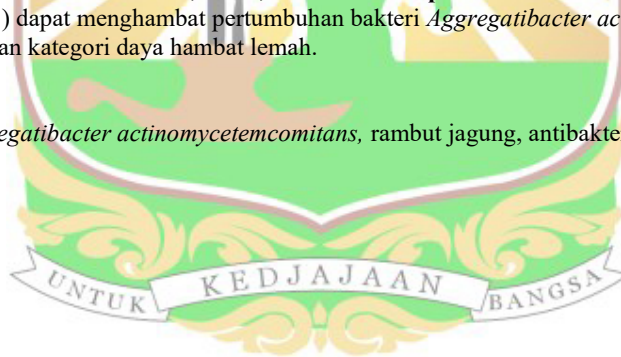 ) dapat menghambat pertumbuhan bakteri Aggregatibacter ac
an kategori daya hambat lemah.
egatibacter actinomycetemcomitans, rambut jagung, antibakte
UNTUK KEDJAJAAN BANGSA